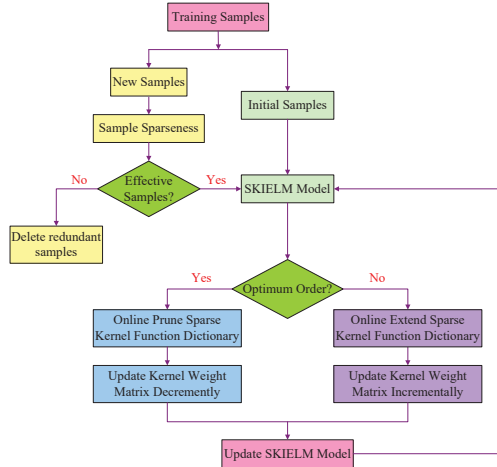 Training Samples
New Samples
Initial Samples
Sample Sparseness
No
Effective
Samples?
Yes
SKIELM Model
Delete redundant
samples
Yes
Optimum Order?
No
Online Prune Sparse
Kernel Function Dictionary
Online Extend Sparse
Kernel Function Dictionary
Update Kernel Weight
Matrix Decremently
Update Kernel Weight
Matrix Incrementally
Update SKIELM Model